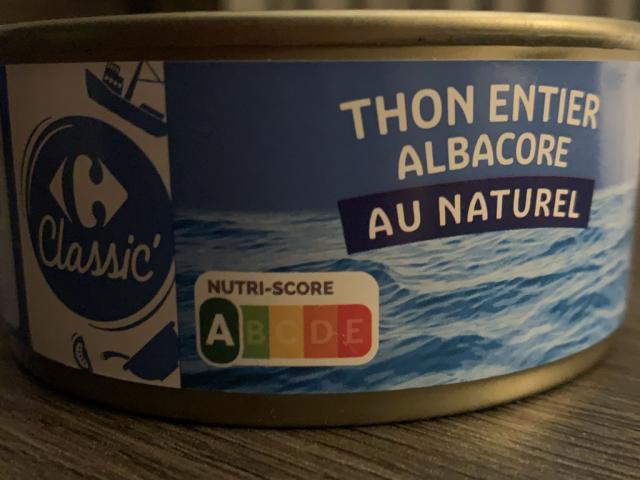 THON ENTIER
ALBACORE
AU NATUREL
Classic'
NUTRI-SCORE
A B C D E